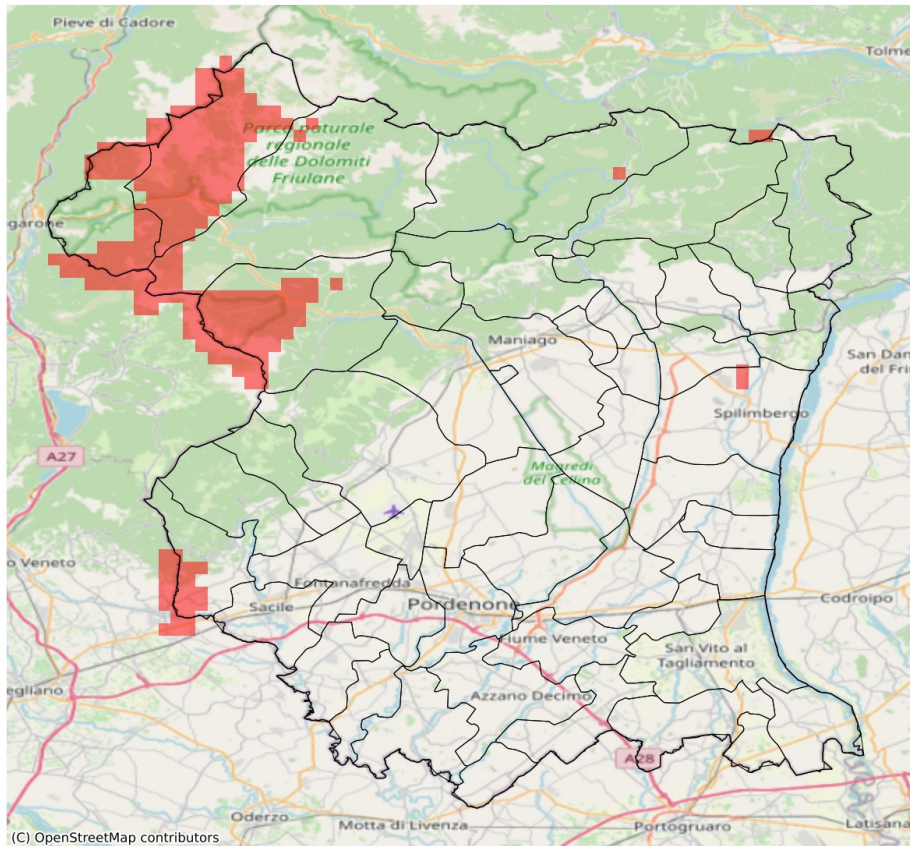 Pieve di Cadore
Tolme
Parco naturale
regionale
delle Dolomiti
Friulane
garone
Maniago
San Dan
del Friu
Spilimbergo
A27
Magredi
del Cellina
o Veneto
Fontanafredda
Sacile
Pordenone
Codroipo
Fiume Veneto
San Vito al
Tagliamento
egliano
Azzano Decimo
A28
Oderzo
Motta di Livenza
Portogruaro
Latisana
(C) OpenStreetMap contributors